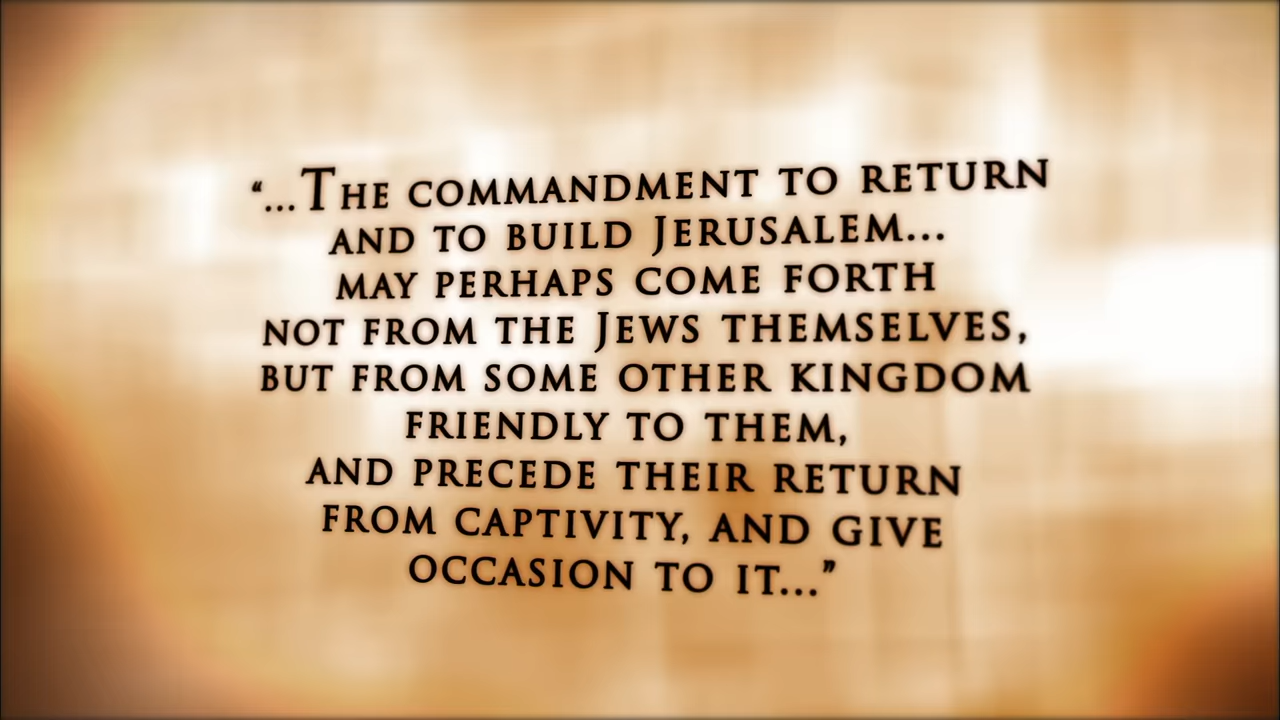 “...The commandment to return
and to build Jerusalem...
may perhaps come forth
not from the Jews themselves,
but from some other kingdom
friendly to them,
and precede their return
from captivity, and give
occasion to it...”